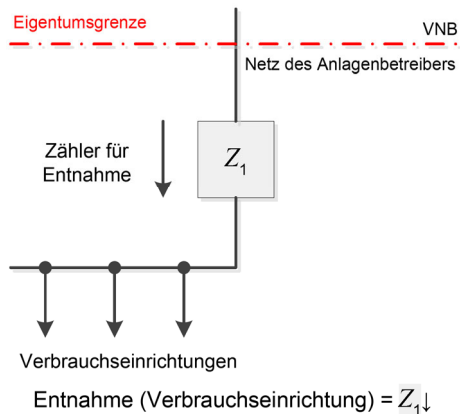 Eigentumsgrenze
VNB
Netz des Anlagenbetreibers
Zähler für
Entnahme
Z₁
Verbrauchseinrichtungen
Entnahme (Verbrauchseinrichtung) = Z₁↓